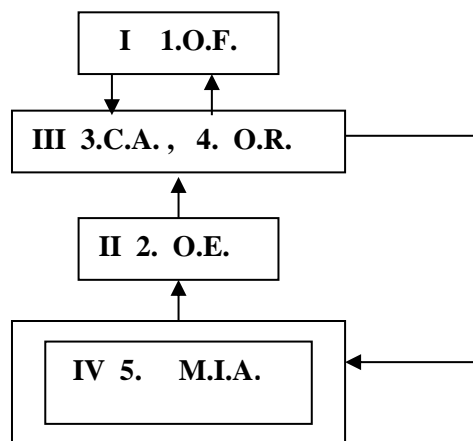 I 1.O.F.
III 3.C.A. , 4. O.R.
II 2. O.E.
IV 5. M.I.A.